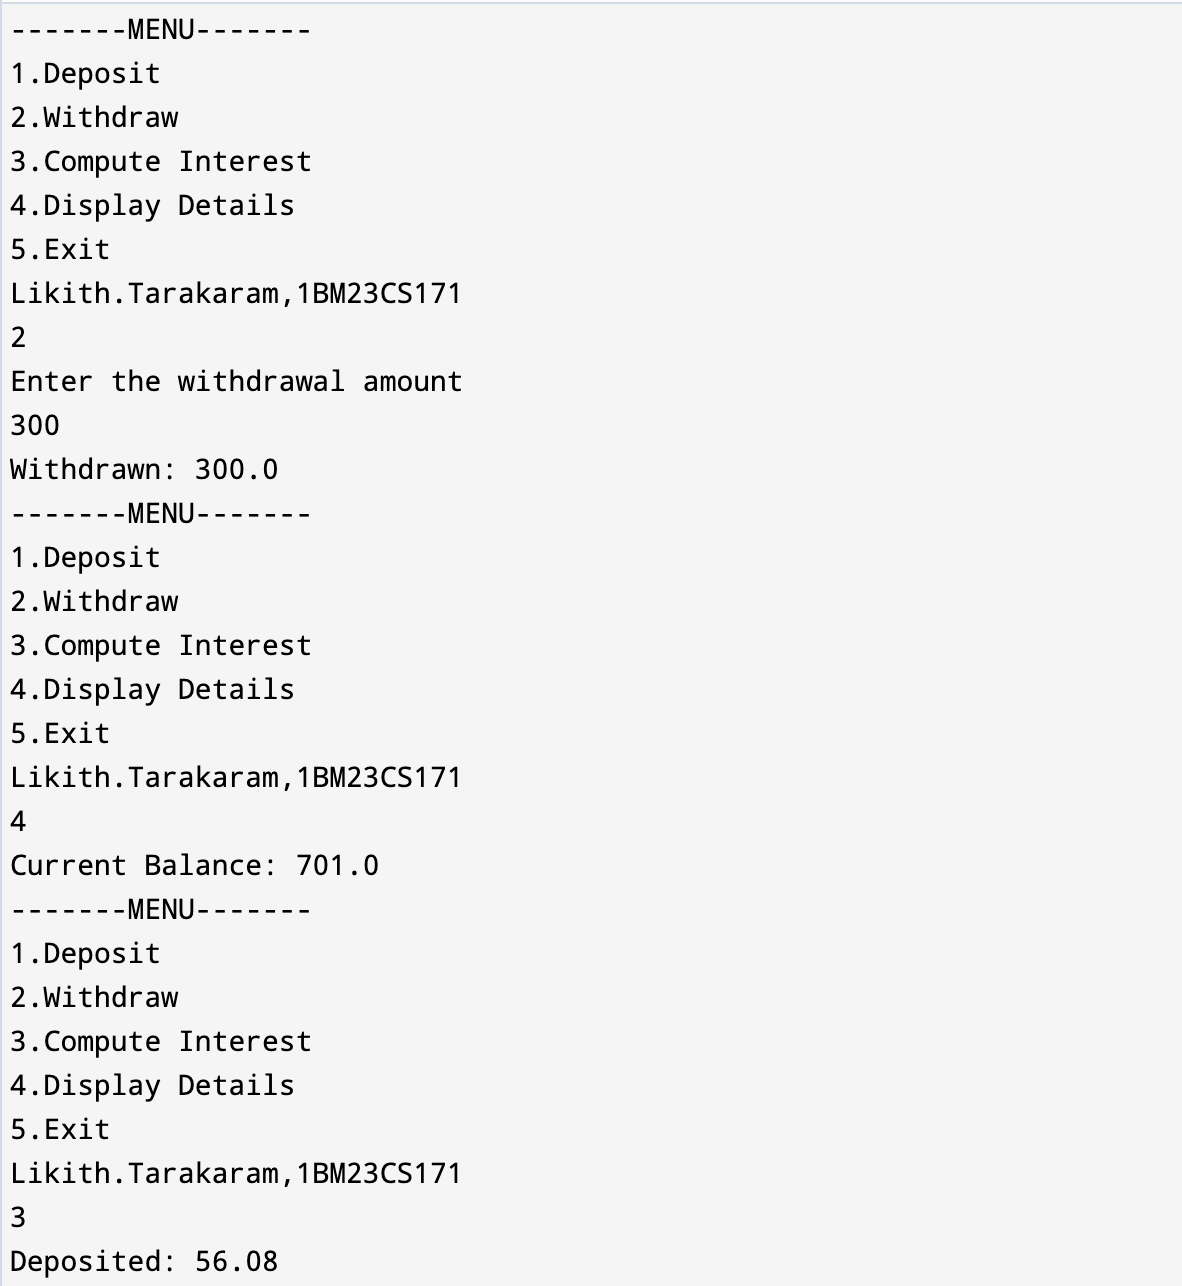 -------MENU-------
1.Deposit
2.Withdraw
3.Compute Interest
4.Display Details
5.Exit
Likith.Tarakaram,1BM23CS171
2
Enter the withdrawal amount
300
Withdrawn: 300.0
-------MENU-------
1.Deposit
2.Withdraw
3.Compute Interest
4.Display Details
5.Exit
Likith.Tarakaram,1BM23CS171
4
Current Balance: 701.0
-------MENU-------
1.Deposit
2.Withdraw
3.Compute Interest
4.Display Details
5.Exit
Likith.Tarakaram,1BM23CS171
3
Deposited: 56.08